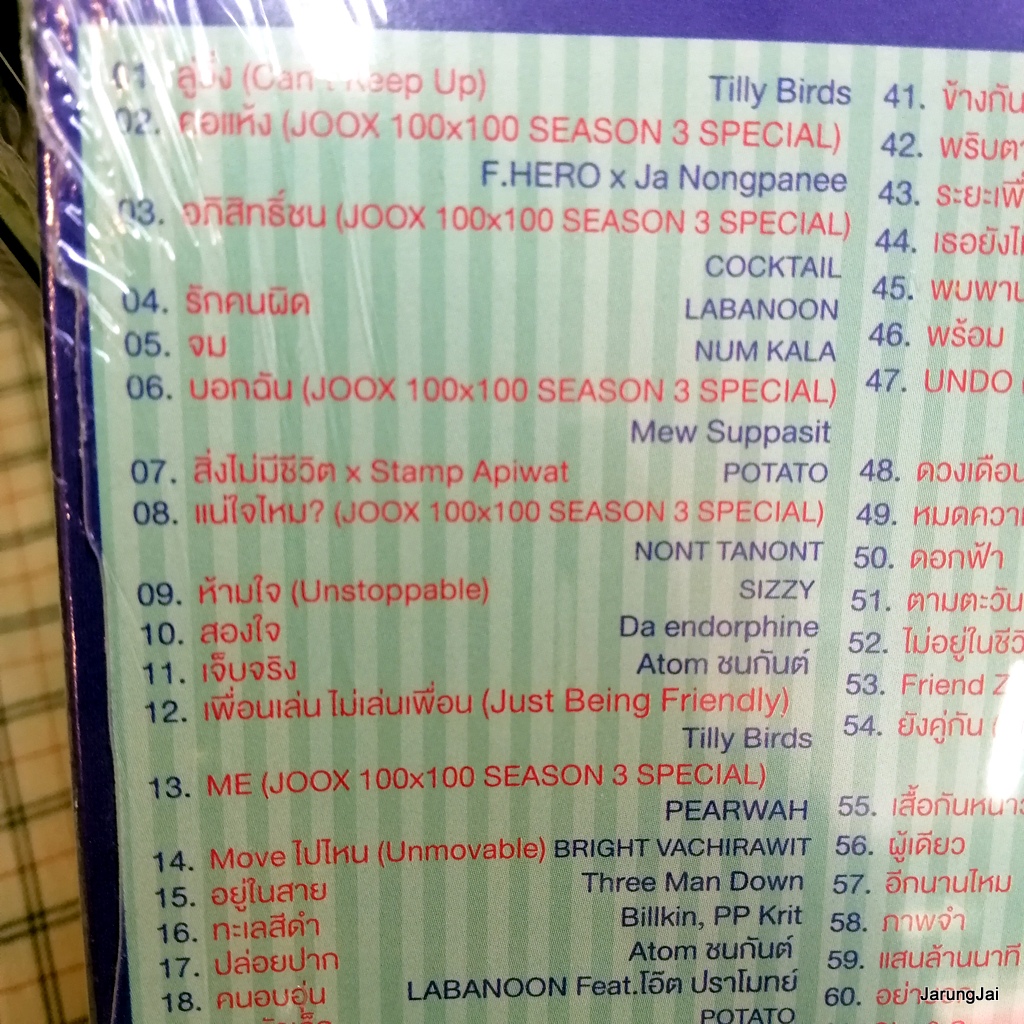 01. ลู่ปั่ง (Can't Keep Up) Tilly Birds
02. คอแห้ง (JOOX 100x100 SEASON 3 SPECIAL)
F.HERO x Ja Nongpanee
03. อภิสิทธิ์ชน (JOOX 100x100 SEASON 3 SPECIAL)
COCKTAIL
04. รักคนผิด LABANOON
05. จม NUM KALA
06. บอกฉัน (JOOX 100x100 SEASON 3 SPECIAL)
Mew Suppasit
07. สิ่งไม่มีชีวิต x Stamp Apiwat POTATO
08. แน่ใจไหม? (JOOX 100x100 SEASON 3 SPECIAL)
NONT TANONT
09. ห้ามใจ (Unstoppable) SIZZY
10. สองใจ Da endorphine
11. เจ็บจริง Atom ชนกันต์
12. เพื่อนเล่น ไม่เล่นเพื่อน (Just Being Friendly)
Tilly Birds
13. ME (JOOX 100x100 SEASON 3 SPECIAL)
PEARWAH
14. Move ไปไหน (Unmovable) BRIGHT VACHIRAWIT
15. อยู่ในสาย Three Man Down
16. ทะเลสีดำ Billkin, PP Krit
17. ปล่อยปาก Atom ชนกันต์
18. คนอบอุ่น LABANOON Feat.โอ๊ต ปราโมทย์
POTATO
41. ข้างกัน
42. พริบตา
43. ระยะเพื่
44. เธอยังไ
45. พบพาน
46. พร้อม
47. UNDO
48. ดวงเดือน
49. หมดความ
50. ดอกฟ้า
51. ตามตะวัน
52. ไม่อยู่ในชีวิ
53. Friend Z
54. ยังคู่กัน (
55. เสื้อกันหนาว
56. ผู้เดียว
57. อีกนานไหม
58. ภาพจำ
59. แสนล้านนาที
60.
JarungJai